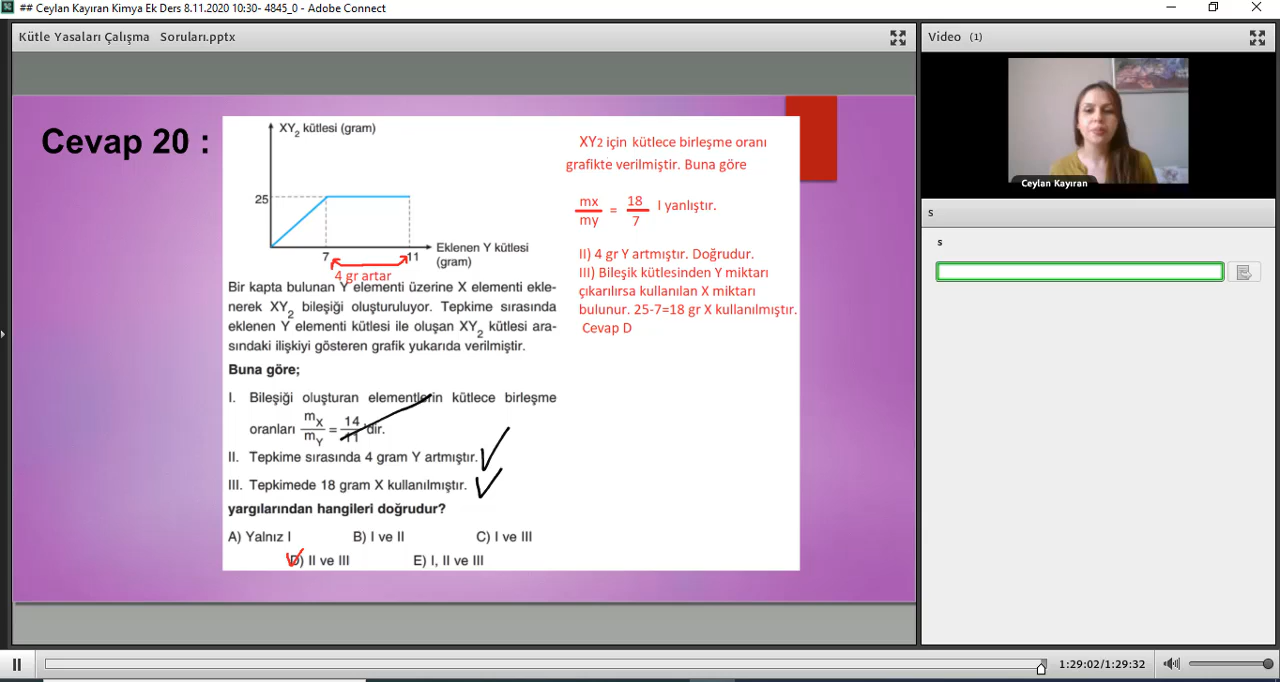 ## Ceylan Kayıran Kimya Ek Ders 8.11.2020 10:30- 4845_0 - Adobe Connect
Kütle Yasaları Çalışma Soruları.pptx
Cevap 20 :
XY2 kütlesi (gram)
25
7
11
Eklenen Y kütlesi
(gram)
4 gr artar
Bir kapta bulunan Y elementi üzerine X elementi ekle-
nerek XY2 bileşiği oluşturuluyor. Tepkime sırasında
eklenen Y elementi kütlesi ile oluşan XY2 kütlesi ara-
sındaki ilişkiyi gösteren grafik yukarıda verilmiştir.
Buna göre;
I. Bileşiği oluşturan elementlerin kütlece birleşme
oranları mX/mY = 14/11 'dir.
II. Tepkime sırasında 4 gram Y artmıştır.
III. Tepkimede 18 gram X kullanılmıştır.
yargılarından hangileri doğrudur?
A) Yalnız I B) I ve II C) I ve III
D) II ve III E) I, II ve III
XY2 için kütlece birleşme oranı
grafikte verilmiştir. Buna göre
mx/my = 18/7 I yanlıştır.
II) 4 gr Y artmıştır. Doğrudur.
III) Bileşik kütlesinden Y miktarı
çıkarılırsa kullanılan X miktarı
bulunur. 25-7=18 gr X kullanılmıştır.
Cevap D
Video (1)
Ceylan Kayıran
s
s
1:29:02/1:29:32